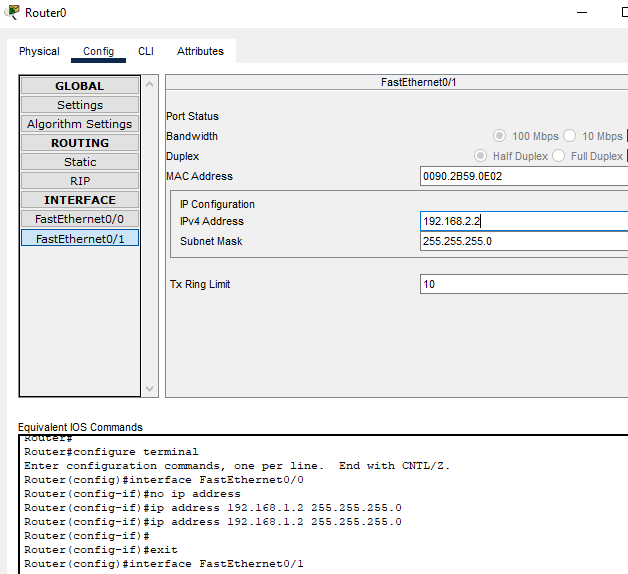 Router0
Physical Config CLI Attributes
GLOBAL
Settings
Algorithm Settings
ROUTING
Static
RIP
INTERFACE
FastEthernet0/0
FastEthernet0/1
FastEthernet0/1
Port Status
Bandwidth 100 Mbps 10 Mbps
Duplex Half Duplex Full Duplex
MAC Address 0090.2B59.0E02
IP Configuration
IPv4 Address 192.168.2.2
Subnet Mask 255.255.255.0
Tx Ring Limit 10
Equivalent IOS Commands
Router#
Router#configure terminal
Enter configuration commands, one per line. End with CNTL/Z.
Router(config)#interface FastEthernet0/0
Router(config-if)#no ip address
Router(config-if)#ip address 192.168.1.2 255.255.255.0
Router(config-if)#ip address 192.168.1.2 255.255.255.0
Router(config-if)#
Router(config-if)#exit
Router(config)#interface FastEthernet0/1